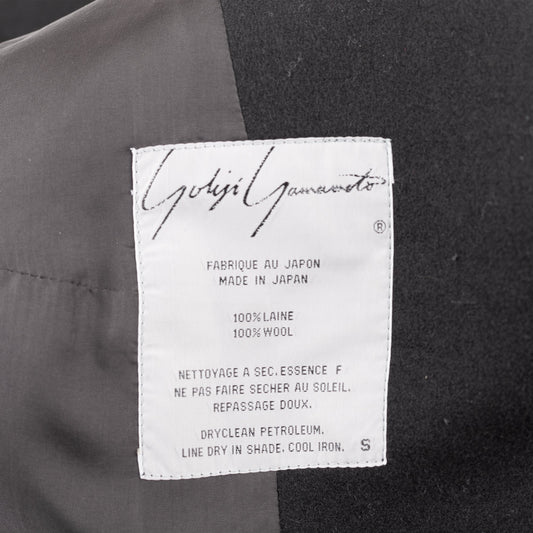 Yohji Yamamoto
®
FABRIQUE AU JAPON
MADE IN JAPAN
100% LAINE
100% WOOL
NETTOYAGE A SEC. ESSENCE F
NE PAS FAIRE SECHER AU SOLEIL.
REPASSAGE DOUX.
DRYCLEAN PETROLEUM.
LINE DRY IN SHADE. COOL IRON. S